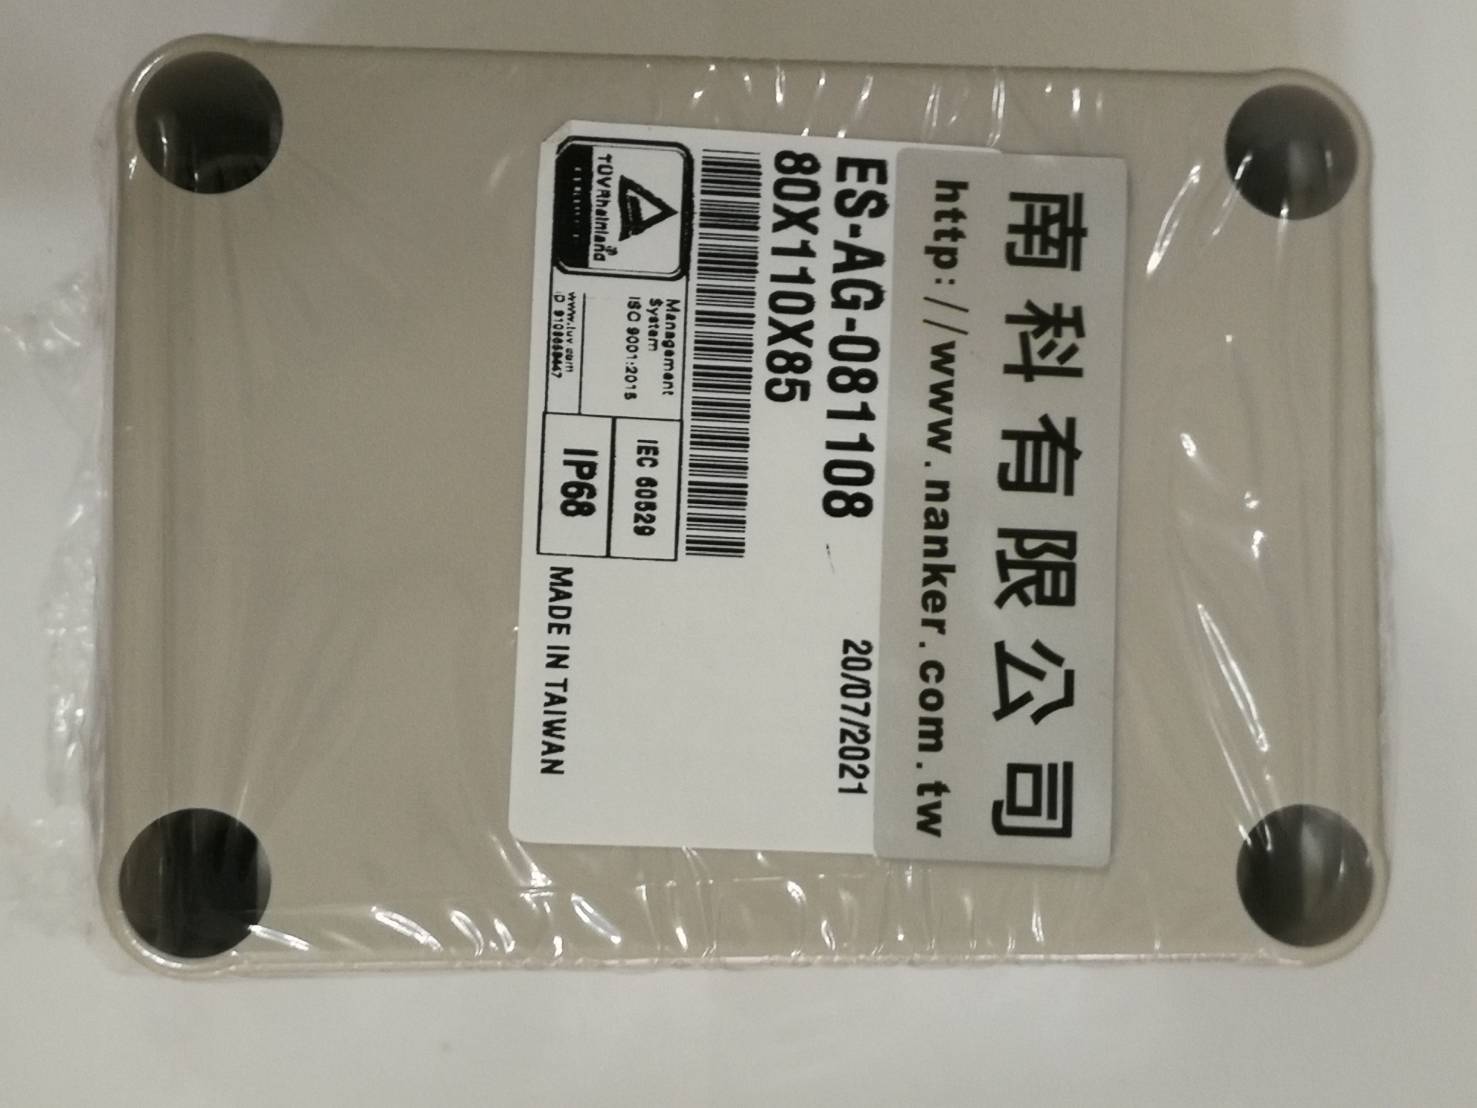 南科有限公司
http://www.nanker.com.tw
ES-AG-081108
20/07/2021
80X110X85
TÜVRheinland
Management
System
ISO 9001:2015
www.tuv.com
IEC 60529
IP68
MADE IN TAIWAN